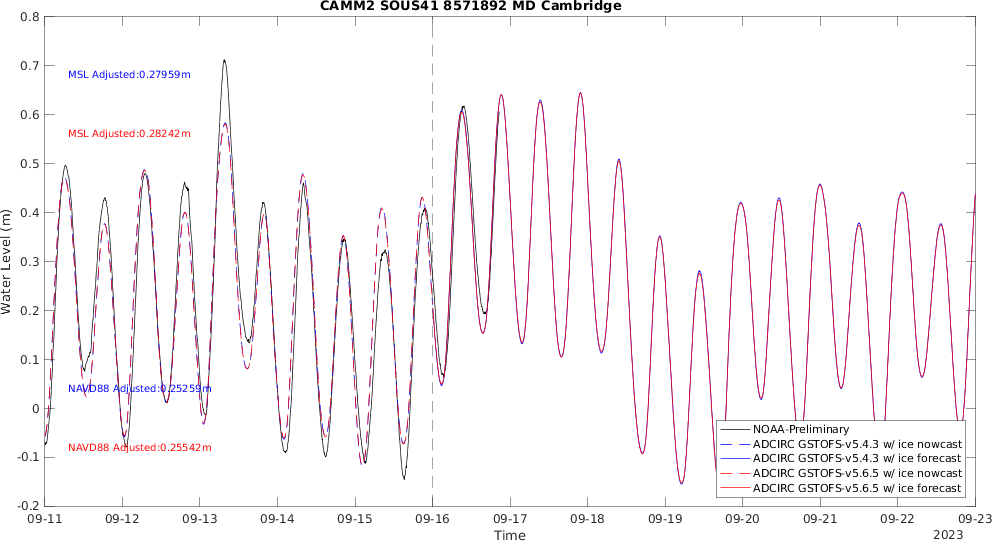 CAMM2 SOUS41 8571892 MD Cambridge
0.8
0.7
0.6
0.5
0.4
0.3
0.2
0.1
0
-0.1
-0.2
Water Level (m)
MSL Adjusted:0.27959m
MSL Adjusted:0.28242m
NAVD88 Adjusted:0.25259m
NAVD88 Adjusted:0.25542m
NOAA-Preliminary
ADCIRC GSTOFS-v5.4.3 w/ ice nowcast
ADCIRC GSTOFS-v5.4.3 w/ ice forecast
ADCIRC GSTOFS-v5.6.5 w/ ice nowcast
ADCIRC GSTOFS-v5.6.5 w/ ice forecast
09-11 09-12 09-13 09-14 09-15 09-16 09-17 09-18 09-19 09-20 09-21 09-22 09-23
Time
2023